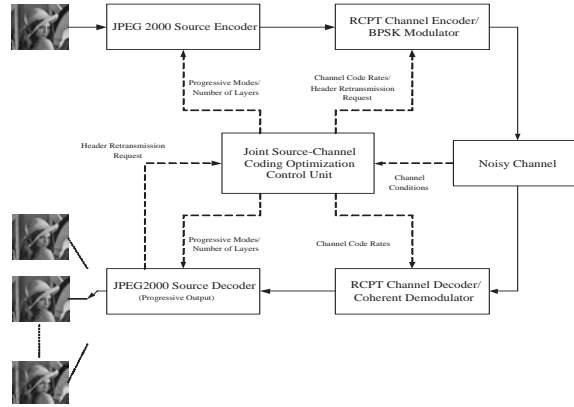 JPEG 2000 Source Encoder
RCPT Channel Encoder/
BPSK Modulator
Progressive Modes/
Number of Layers
Channel Code Rates/
Header Retransmission
Request
Header Retransmission
Request
Joint Source-Channel
Coding Optimization
Control Unit
Channel
Conditions
Noisy Channel
Progressive Modes/
Number of Layers
Channel Code Rates
JPEG2000 Source Decoder
(Progressive Output)
RCPT Channel Decoder/
Coherent Demodulator